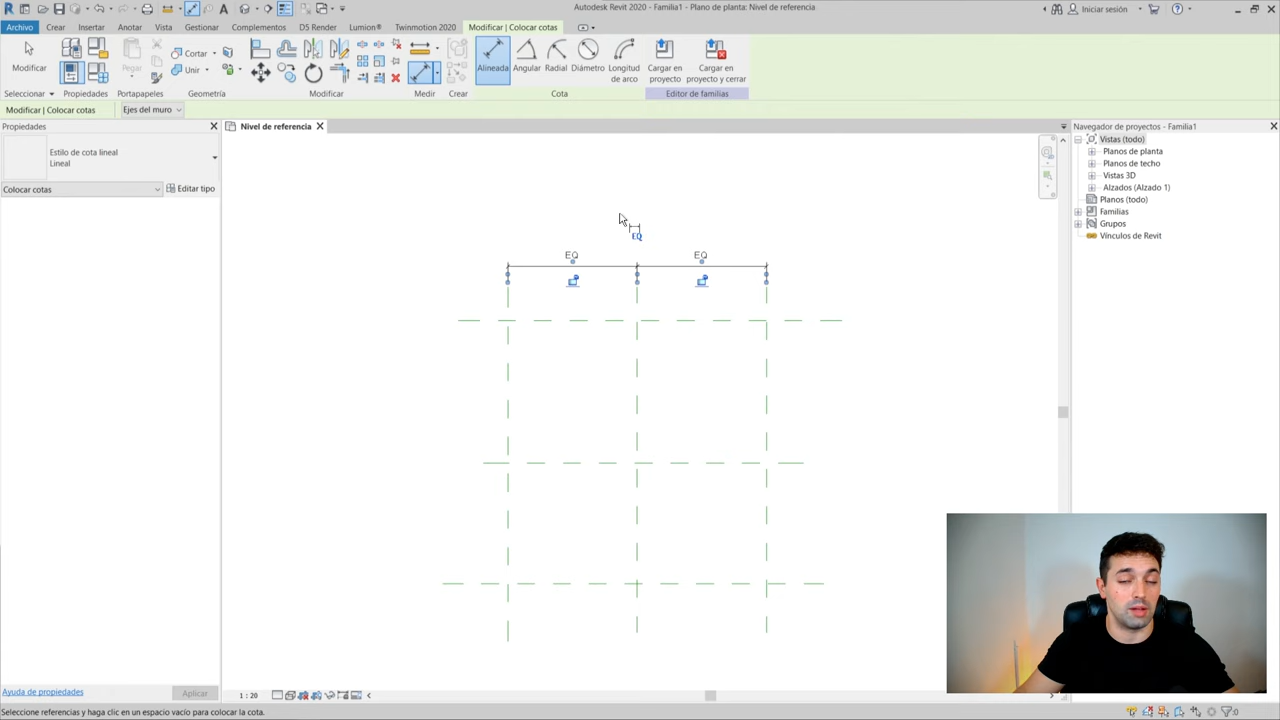 Autodesk Revit 2020 - Familia1 - Plano de planta: Nivel de referencia
Iniciar sesión
Archivo Crear Insertar Anotar Vista Gestionar Complementos D5 Render Lumion® Twinmotion 2020 Modificar | Colocar cotas
Modificar
Pegar
Cortar
Unir
Alineada
Angular
Radial
Diámetro
Longitud de arco
Cargar en proyecto
Cargar en proyecto y cerrar
Seleccionar Propiedades Portapapeles Geometría Modificar Medir Crear Cota Editor de familias
Modificar | Colocar cotas Ejes del muro
Propiedades
Estilo de cota lineal
Lineal
Colocar cotas Editar tipo
Nivel de referencia
EQ
EQ EQ
Navegador de proyectos - Familia1
Vistas (todo)
Planos de planta
Planos de techo
Vistas 3D
Alzados (Alzado 1)
Planos (todo)
Familias
Grupos
Vínculos de Revit
Ayuda de propiedades Aplicar
1 : 20
Seleccione referencias y haga clic en un espacio vacío para colocar la cota.
:0